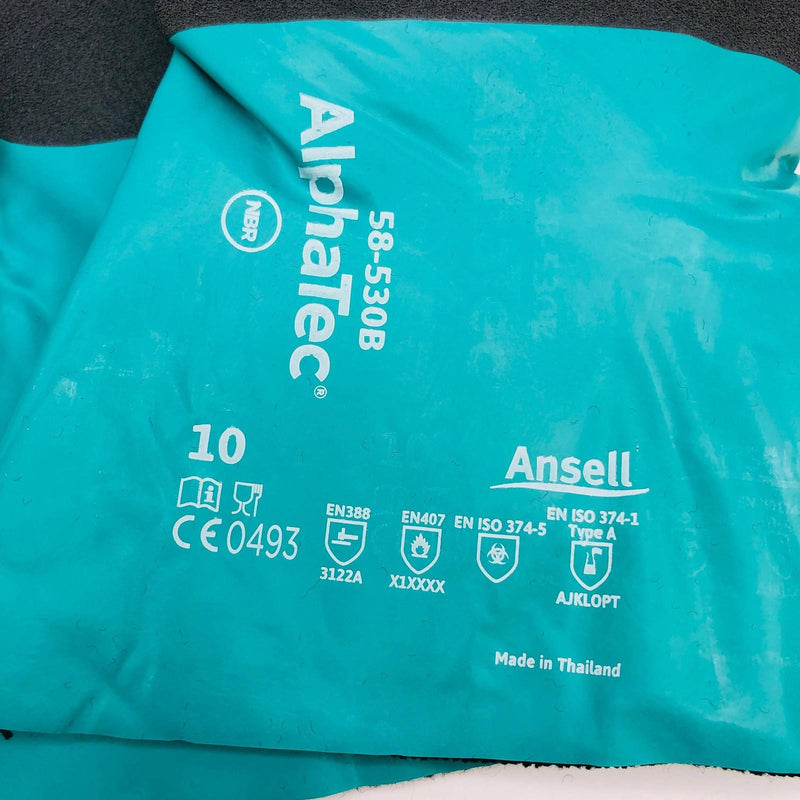 AlphaTec®
58-530B
NBR
10
Ansell
CE 0493
EN388
3122A
EN407
X1XXXX
EN ISO 374-5
EN ISO 374-1
Type A
AJKLOPT
Made in Thailand